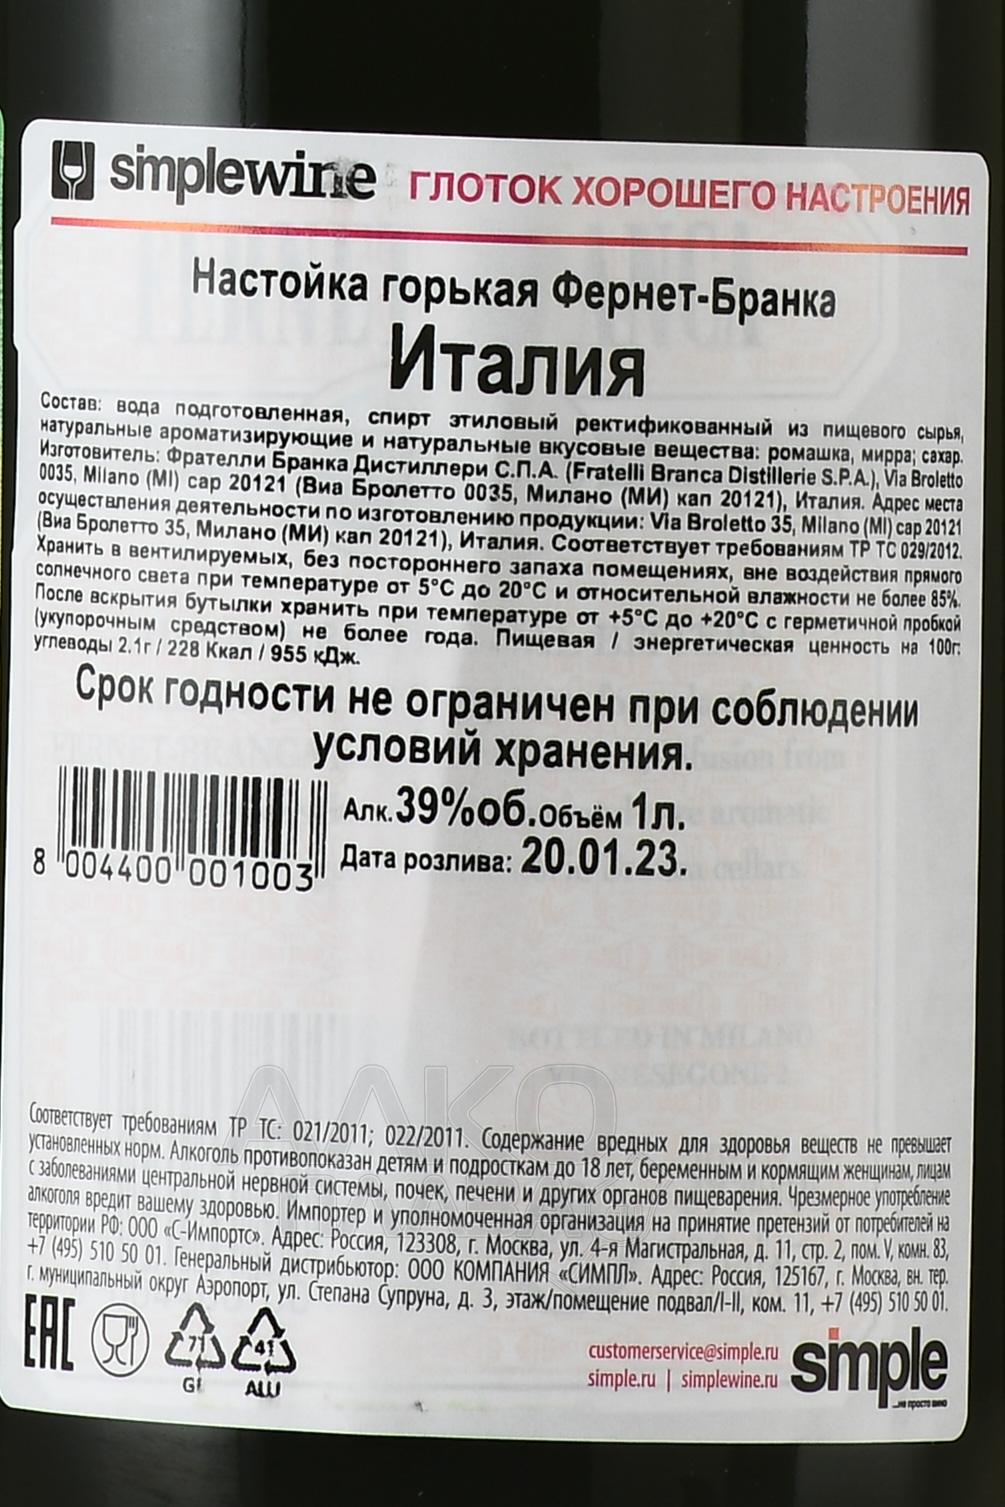 simplewine ГЛОТОК ХОРОШЕГО НАСТРОЕНИЯ
Настойка горькая Фернет-Бранка
Италия
Состав: вода подготовленная, спирт этиловый ректификованный из пищевого сырья,
натуральные ароматизирующие и натуральные вкусовые вещества: ромашка, мирра; сахар.
Изготовитель: Фрателли Бранка Дистиллери С.П.А. (Fratelli Branca Distillerie S.P.A.), Via Broletto
0035, Milano (MI) cap 20121 (Виа Бролетто 0035, Милано (МИ) кап 20121), Италия. Адрес места
осуществления деятельности по изготовлению продукции: Via Broletto 35, Milano (MI) cap 20121
(Виа Бролетто 35, Милано (МИ) кап 20121), Италия. Соответствует требованиям ТР ТС 029/2012.
Хранить в вентилируемых, без постороннего запаха помещениях, вне воздействия прямого
солнечного света при температуре от 5°С до 20°С и относительной влажности не более 85%.
После вскрытия бутылки хранить при температуре от +5°С до +20°С с герметичной пробкой
(укупорочным средством) не более года. Пищевая / энергетическая ценность на 100г:
углеводы 2.1г / 228 Ккал / 955 кДж.
Срок годности не ограничен при соблюдении
условий хранения.
Алк.39%об.Объём 1л.
Дата розлива: 20.01.23.
8 004400 001003
BOTTLED IN MILANO
АЛКО
Соответствует требованиям ТР ТС: 021/2011; 022/2011. Содержание вредных для здоровья веществ не превышает
установленных норм. Алкоголь противопоказан детям и подросткам до 18 лет, беременным и кормящим женщинам, лицам
с заболеваниями центральной нервной системы, почек, печени и других органов пищеварения. Чрезмерное употребление
алкоголя вредит вашему здоровью. Импортер и уполномоченная организация на принятие претензий от потребителей на
территории РФ: ООО «С-Импортс». Адрес: Россия, 123308, г. Москва, ул. 4-я Магистральная, д. 11, стр. 2, пом. V, комн. 83,
+7 (495) 510 50 01. Генеральный дистрибьютор: ООО КОМПАНИЯ «СИМПЛ». Адрес: Россия, 125167, г. Москва, вн. тер.
г. муниципальный округ Аэропорт, ул. Степана Супруна, д. 3, этаж/помещение подвал/I-II, ком. 11, +7 (495) 510 50 01.
EAC 71 41
Gl ALU
customerservice@simple.ru
simple.ru | simplewine.ru
simple
...не просто вино